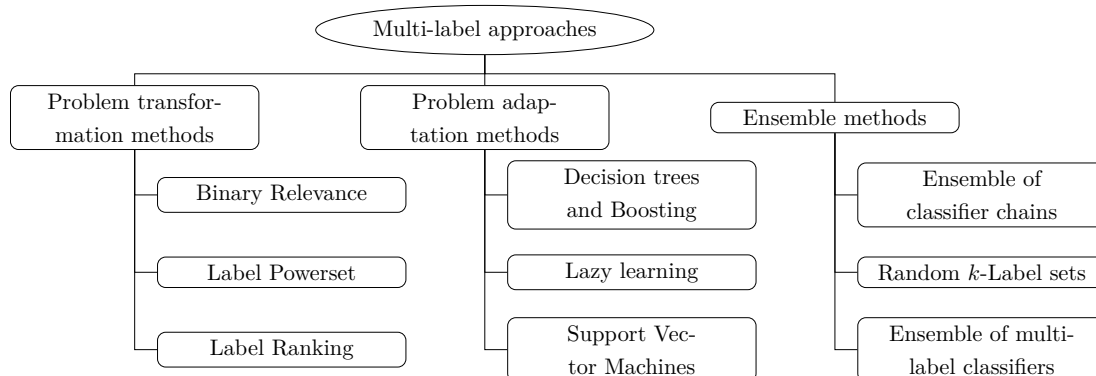 Multi-label approaches
Problem transfor-
mation methods
Problem adap-
tation methods
Ensemble methods
Binary Relevance
Label Powerset
Label Ranking
Decision trees
and Boosting
Lazy learning
Support Vec-
tor Machines
Ensemble of
classifier chains
Random k-Label sets
Ensemble of multi-
label classifiers